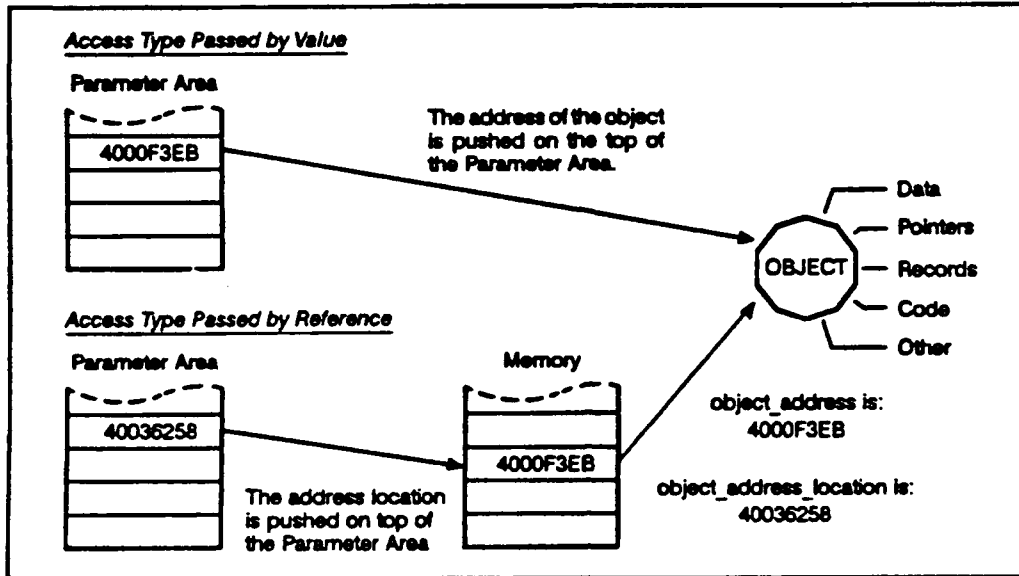 Access Type Passed by Value
Parameter Area
4000F3EB
The address of the object
is pushed on the top of
the Parameter Area.
OBJECT
Data
Pointers
Records
Code
Other
Access Type Passed by Reference
Parameter Area
40036258
The address location
is pushed on top of
the Parameter Area
Memory
4000F3EB
object_address is:
4000F3EB
object_address_location is:
40036258